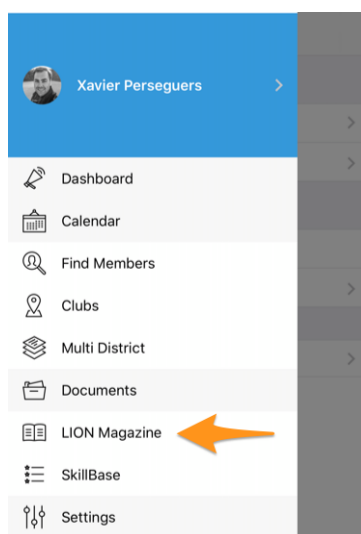 Xavier Perseguers
Dashboard
Calendar
Find Members
Clubs
Multi District
Documents
LION Magazine
SkillBase
Settings